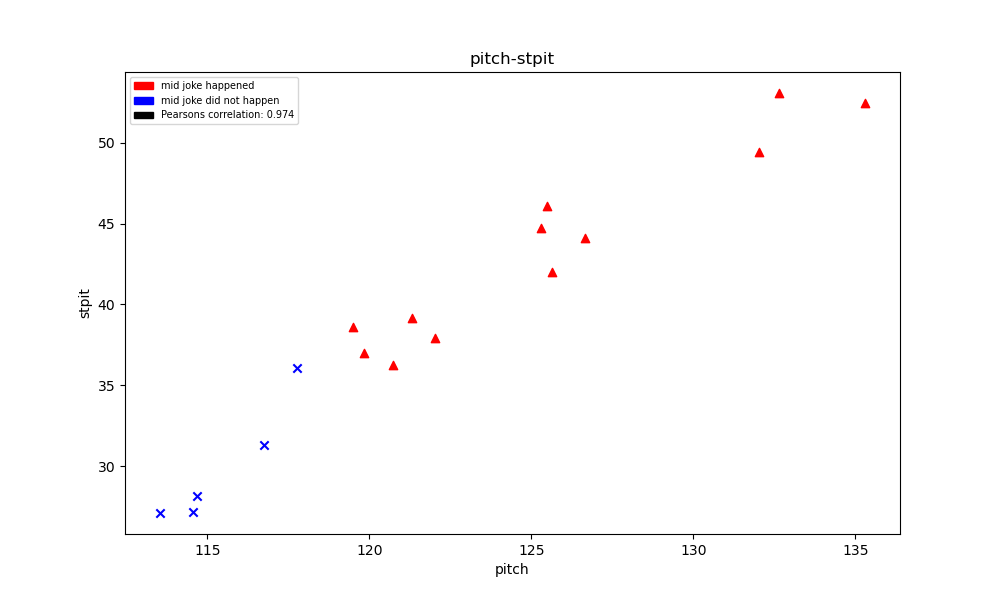 pitch-stpit
mid joke happened
mid joke did not happen
Pearsons correlation: 0.974
50
45
40
35
30
stpit
115 120 125 130 135
pitch